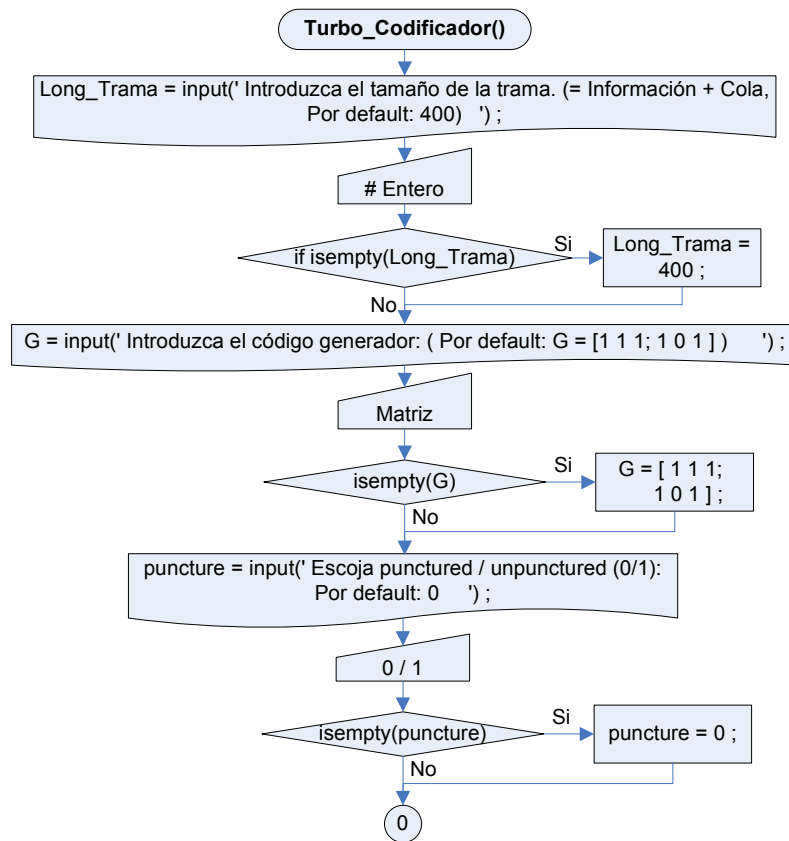 Turbo_Codificador()
Long_Trama = input(' Introduzca el tamaño de la trama. (= Información + Cola,
Por default: 400) ') ;
# Entero
if isempty(Long_Trama)
Si
Long_Trama =
400 ;
No
G = input(' Introduzca el código generador: ( Por default: G = [1 1 1; 1 0 1 ] ) ') ;
Matriz
isempty(G)
Si
G = [ 1 1 1;
1 0 1 ] ;
No
puncture = input(' Escoja punctured / unpunctured (0/1):
Por default: 0 ') ;
0 / 1
isempty(puncture)
Si
puncture = 0 ;
No
0